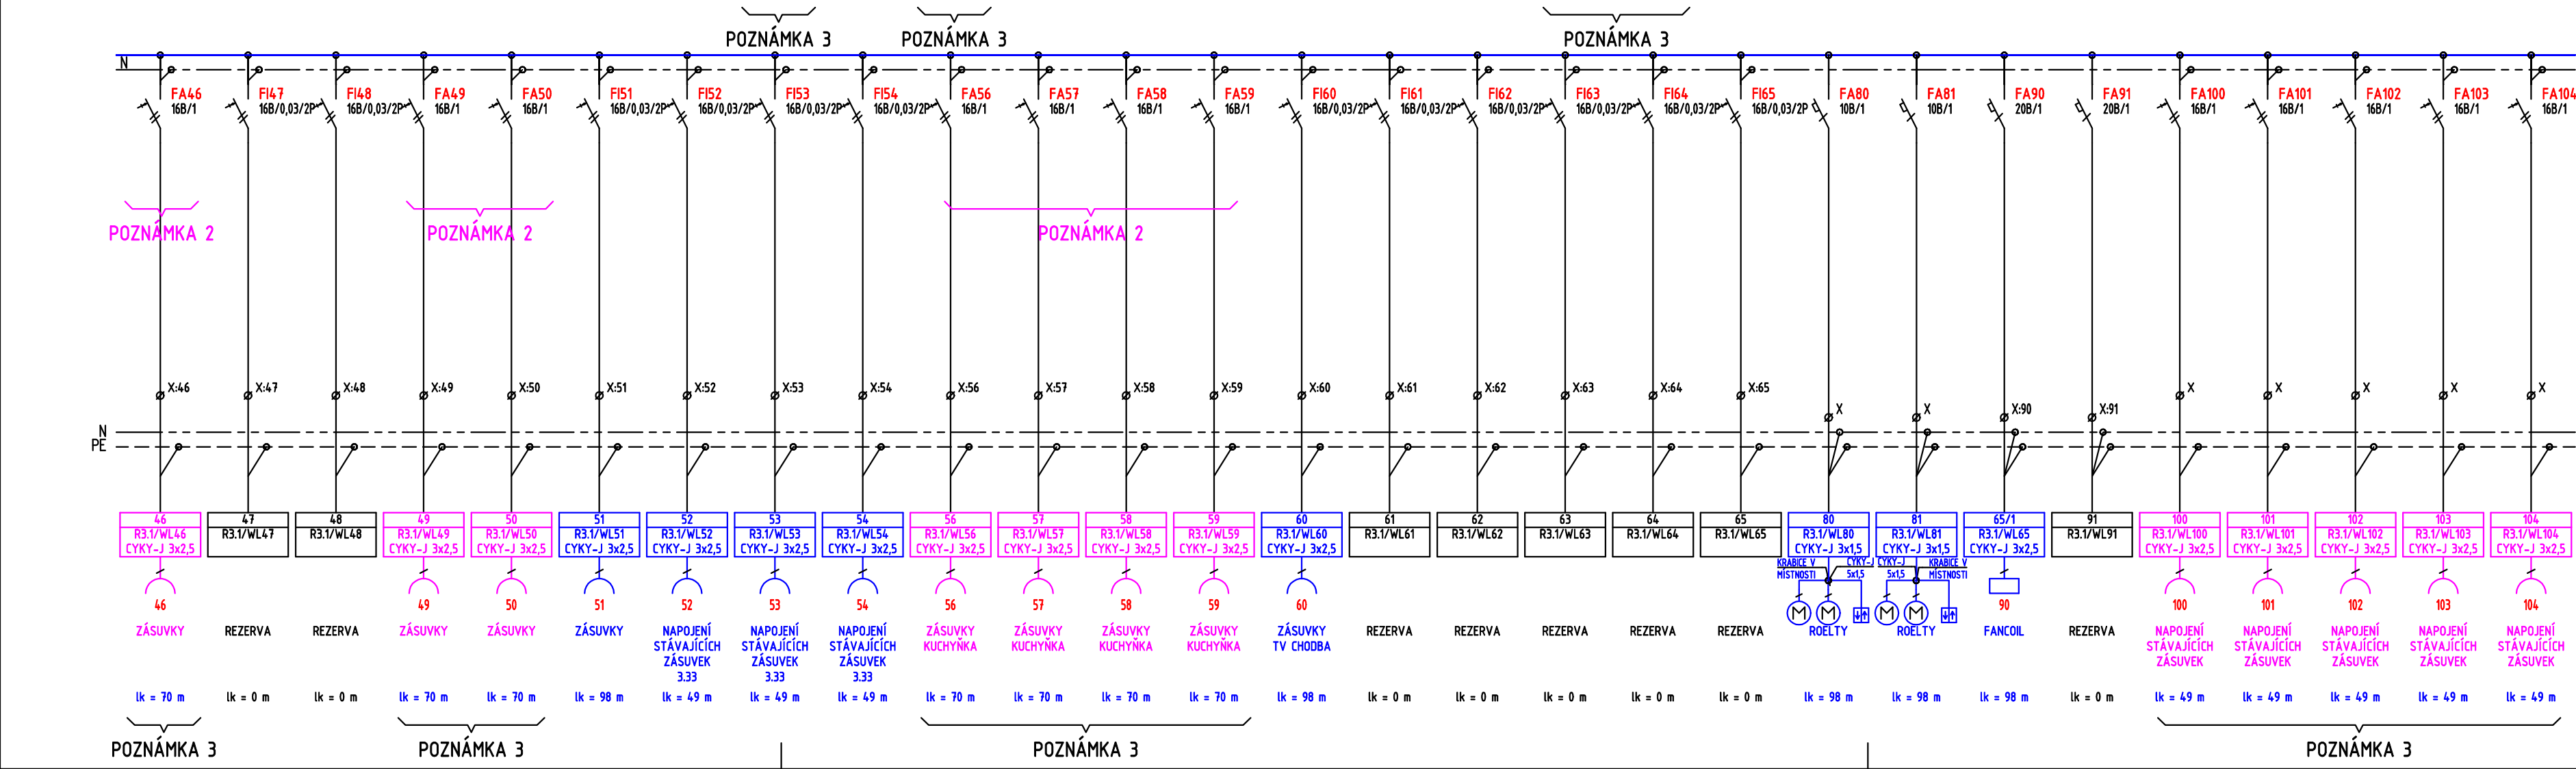 POZNÁMKA 3 POZNÁMKA 3 POZNÁMKA 3
N
FA46 FI47 FI48 FA49 FA50 FI51 FI52 FI53 FI54 FA56 FA57 FA58 FA59 FI60 FI61 FI62 FI63 FI64 FI65 FA80 FA81 FA90 FA91 FA100 FA101 FA102 FA103 FA104
16B/1 16B/0,03/2P 16B/0,03/2P 16B/1 16B/1 16B/0,03/2P 16B/0,03/2P 16B/0,03/2P 16B/0,03/2P 16B/1 16B/1 16B/1 16B/1 16B/0,03/2P 16B/0,03/2P 16B/0,03/2P 16B/0,03/2P 16B/0,03/2P 16B/0,03/2P 10B/1 10B/1 20B/1 20B/1 16B/1 16B/1 16B/1 16B/1 16B/1
POZNÁMKA 2 POZNÁMKA 2 POZNÁMKA 2
X:46 X:47 X:48 X:49 X:50 X:51 X:52 X:53 X:54 X:56 X:57 X:58 X:59 X:60 X:61 X:62 X:63 X:64 X:65 X X X:90 X:91 X X X X X
N
PE
46 47 48 49 50 51 52 53 54 56 57 58 59 60 61 62 63 64 65 80 81 65/1 91 100 101 102 103 104
R3.1/WL46 R3.1/WL47 R3.1/WL48 R3.1/WL49 R3.1/WL50 R3.1/WL51 R3.1/WL52 R3.1/WL53 R3.1/WL54 R3.1/WL56 R3.1/WL57 R3.1/WL58 R3.1/WL59 R3.1/WL60 R3.1/WL61 R3.1/WL62 R3.1/WL63 R3.1/WL64 R3.1/WL65 R3.1/WL80 R3.1/WL81 R3.1/WL65 R3.1/WL91 R3.1/WL100 R3.1/WL101 R3.1/WL102 R3.1/WL103 R3.1/WL104
CYKY-J 3x2,5 CYKY-J 3x2,5 CYKY-J 3x2,5 CYKY-J 3x2,5 CYKY-J 3x2,5 CYKY-J 3x2,5 CYKY-J 3x2,5 CYKY-J 3x2,5 CYKY-J 3x2,5 CYKY-J 3x2,5 CYKY-J 3x2,5 CYKY-J 3x2,5 CYKY-J 3x1,5 CYKY-J 3x1,5 CYKY-J 3x2,5 CYKY-J 3x2,5 CYKY-J 3x2,5 CYKY-J 3x2,5 CYKY-J 3x2,5 CYKY-J 3x2,5
KRABICE V CYKY-J CYKY-J KRABICE V
MÍSTNOSTI 5x1,5 5x1,5 MÍSTNOSTI
M M M M
46 49 50 51 52 53 54 56 57 58 59 60 90 100 101 102 103 104
ZÁSUVKY REZERVA REZERVA ZÁSUVKY ZÁSUVKY ZÁSUVKY NAPOJENÍ NAPOJENÍ NAPOJENÍ ZÁSUVKY ZÁSUVKY ZÁSUVKY ZÁSUVKY ZÁSUVKY REZERVA REZERVA REZERVA REZERVA REZERVA ROELTY ROELTY FANCOIL REZERVA NAPOJENÍ NAPOJENÍ NAPOJENÍ NAPOJENÍ NAPOJENÍ
STÁVAJÍCÍCH STÁVAJÍCÍCH STÁVAJÍCÍCH KUCHYŇKA KUCHYŇKA KUCHYŇKA KUCHYŇKA TV CHODBA STÁVAJÍCÍCH STÁVAJÍCÍCH STÁVAJÍCÍCH STÁVAJÍCÍCH STÁVAJÍCÍCH
ZÁSUVEK ZÁSUVEK ZÁSUVEK ZÁSUVEK ZÁSUVEK ZÁSUVEK ZÁSUVEK ZÁSUVEK
3.33 3.33 3.33
lk = 70 m lk = 0 m lk = 0 m lk = 70 m lk = 70 m lk = 98 m lk = 49 m lk = 49 m lk = 49 m lk = 70 m lk = 70 m lk = 70 m lk = 70 m lk = 98 m lk = 0 m lk = 0 m lk = 0 m lk = 0 m lk = 0 m lk = 98 m lk = 98 m lk = 98 m lk = 0 m lk = 49 m lk = 49 m lk = 49 m lk = 49 m lk = 49 m
POZNÁMKA 3 POZNÁMKA 3 POZNÁMKA 3 POZNÁMKA 3